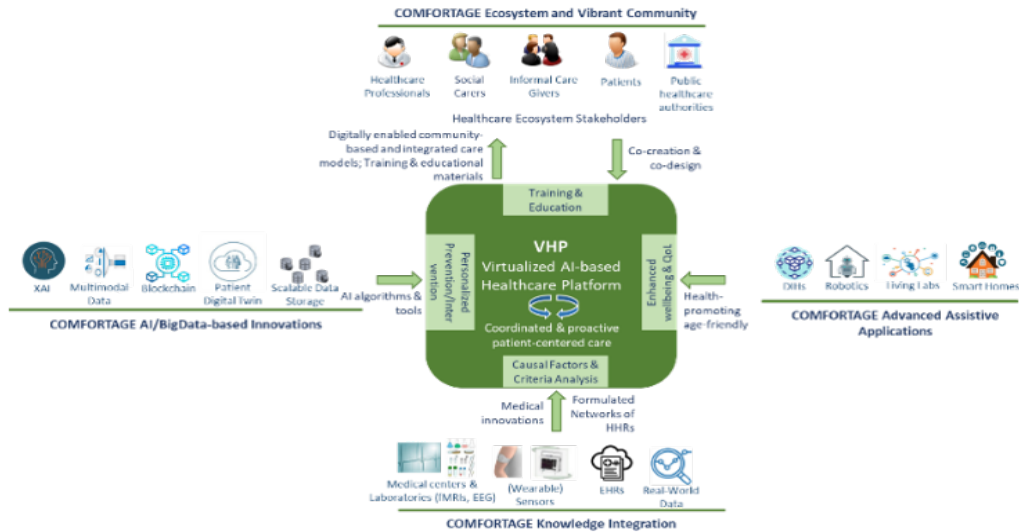 COMFORTAGE Ecosystem and Vibrant Community
Healthcare
Professionals
Social
Carers
Informal Care
Givers
Patients
Public
healthcare
authorities
Healthcare Ecosystem Stakeholders
Digitally enabled community-
based and integrated care
models; Training & educational
materials
Co-creation &
co-design
Training &
Education
XAI
Multimodal
Data
Blockchain
Patient
Digital Twin
Scalable Data
Storage
COMFORTAGE AI/BigData-based Innovations
AI algorithms &
tools
Personalized
Prevention/Inter
vention
VHP
Virtualized AI-based
Healthcare Platform
Coordinated & proactive
patient-centered care
Enhanced
wellbeing & QoL
Health-
promoting
age-friendly
DIHs
Robotics
Living Labs
Smart Homes
COMFORTAGE Advanced Assistive
Applications
Causal Factors &
Criteria Analysis
Medical
innovations
Formulated
Networks of
HHRs
Medical centers &
Laboratories (fMRIs, EEG)
(Wearable)
Sensors
EHRs
Real-World
Data
COMFORTAGE Knowledge Integration